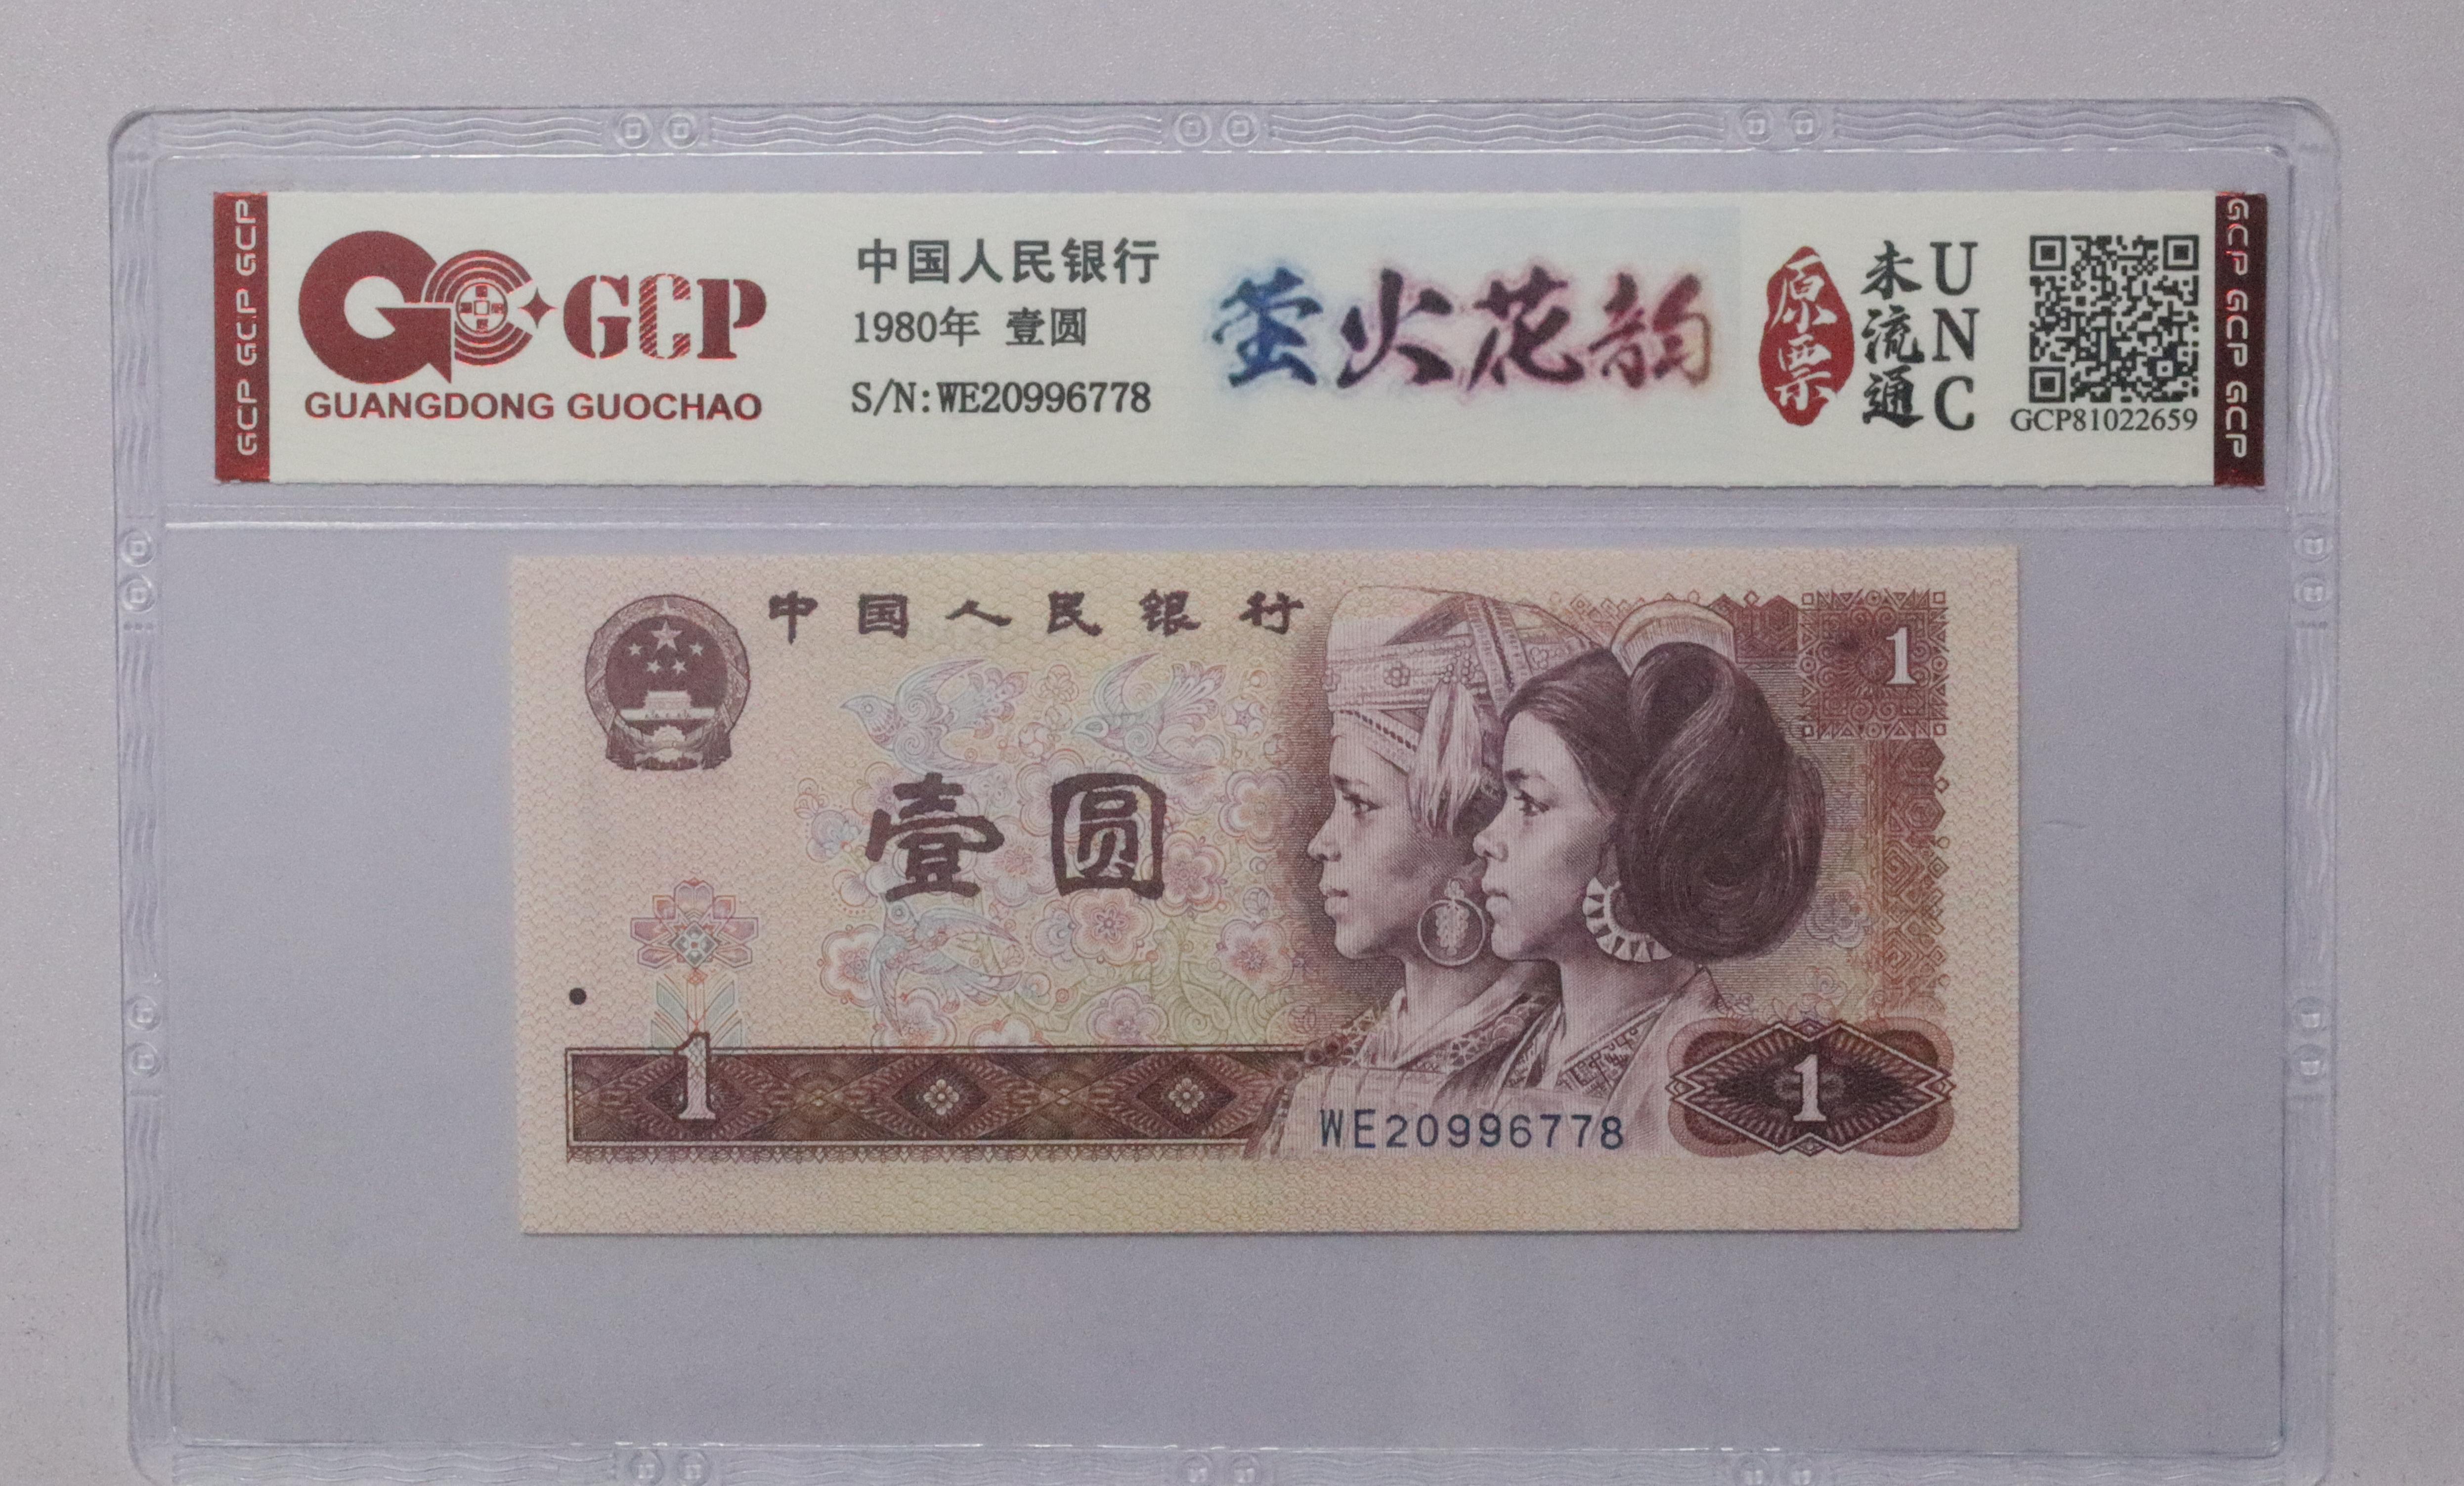 GCP GCP GCP
GCP
GUANGDONG GUOCHAO
中国人民银行
1980年 壹圆
S/N:WE20996778
萤火花韵
原票
未流通
UNC
GCP81022659
GCP GCP GCP
中国人民银行
1
壹圆
1
1
WE20996778